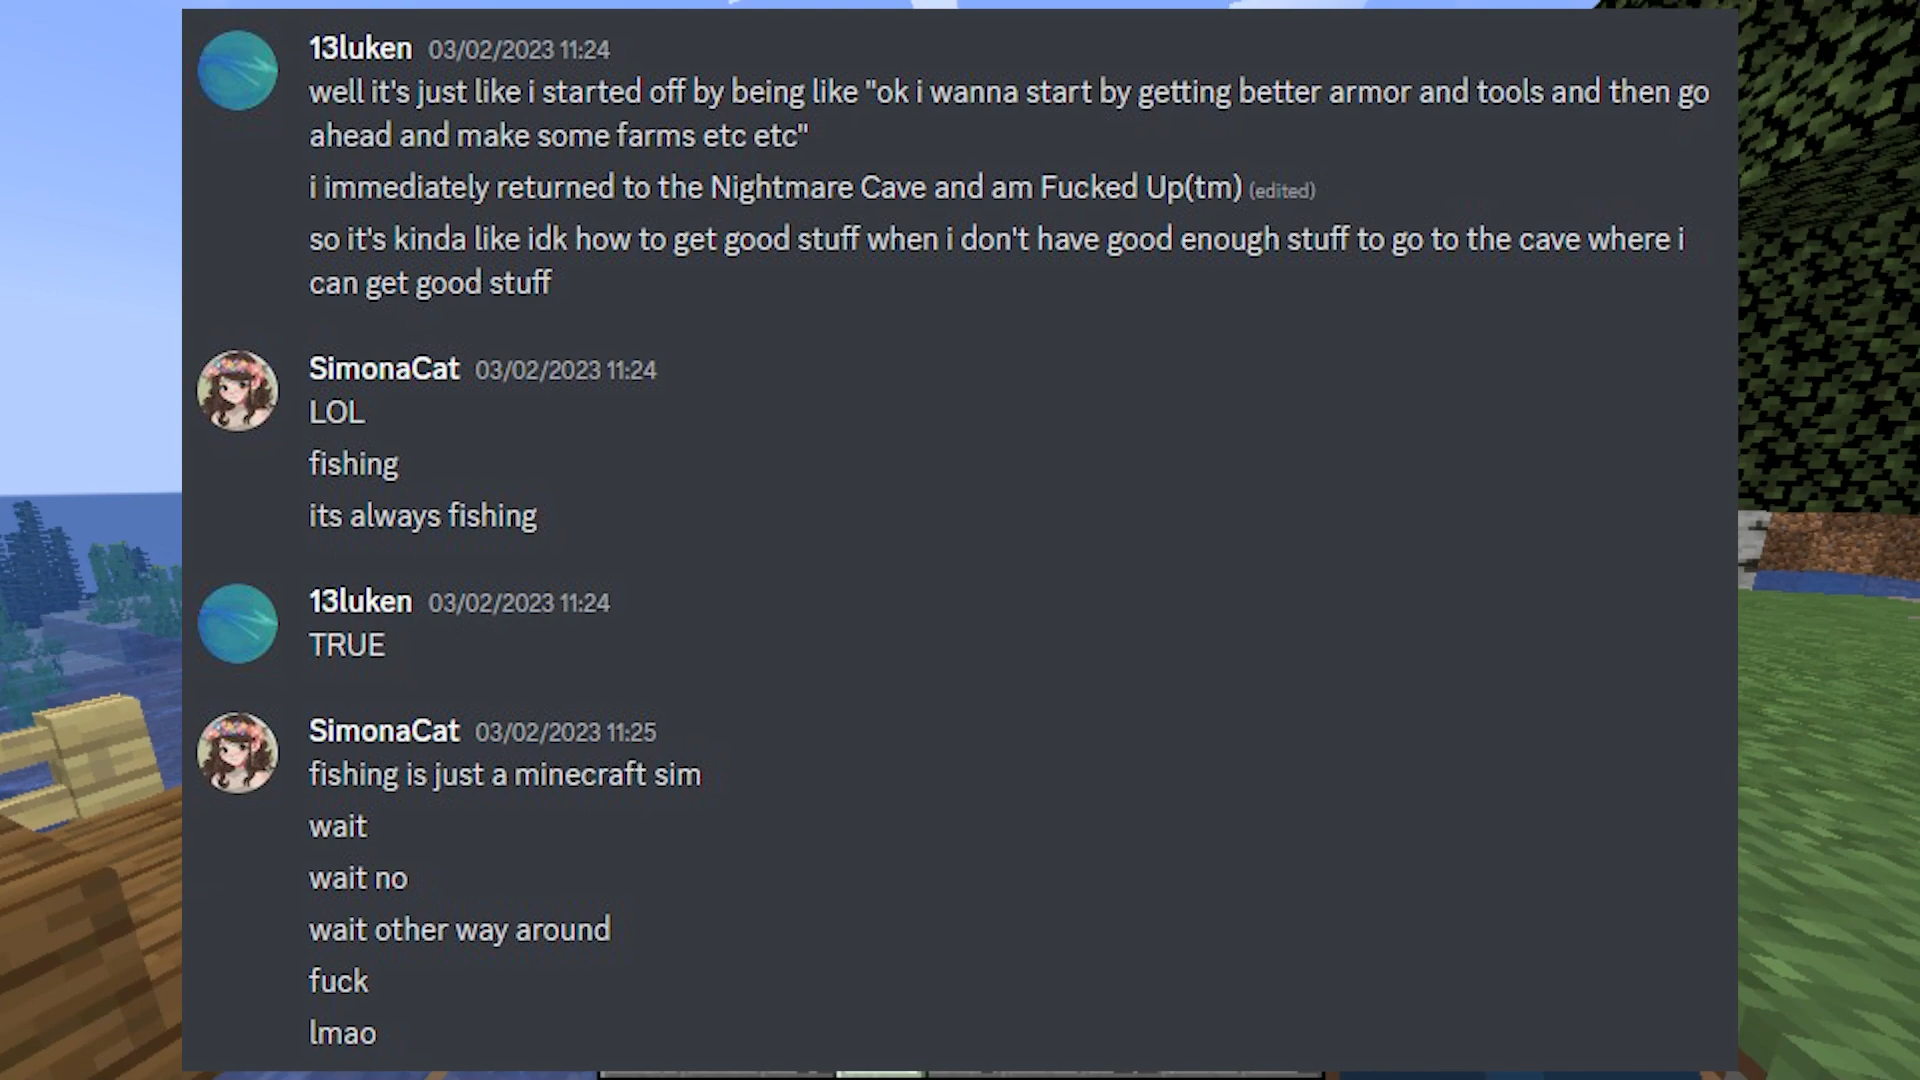 13luken 03/02/2023 11:24
well it's just like i started off by being like "ok i wanna start by getting better armor and tools and then go
ahead and make some farms etc etc"
i immediately returned to the Nightmare Cave and am Fucked Up(tm) (edited)
so it's kinda like idk how to get good stuff when i don't have good enough stuff to go to the cave where i
can get good stuff
SimonaCat 03/02/2023 11:24
LOL
fishing
its always fishing
13luken 03/02/2023 11:24
TRUE
SimonaCat 03/02/2023 11:25
fishing is just a minecraft sim
wait
wait no
wait other way around
fuck
lmao